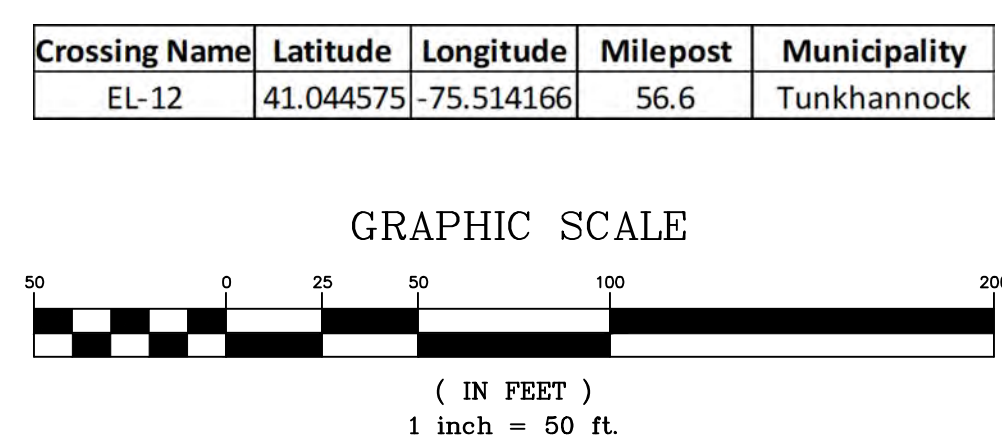 Crossing Name Latitude Longitude Milepost Municipality
EL-12 41.044575 -75.514166 56.6 Tunkhannock
GRAPHIC SCALE
50 0 25 50 100 200
( IN FEET )
1 inch = 50 ft.